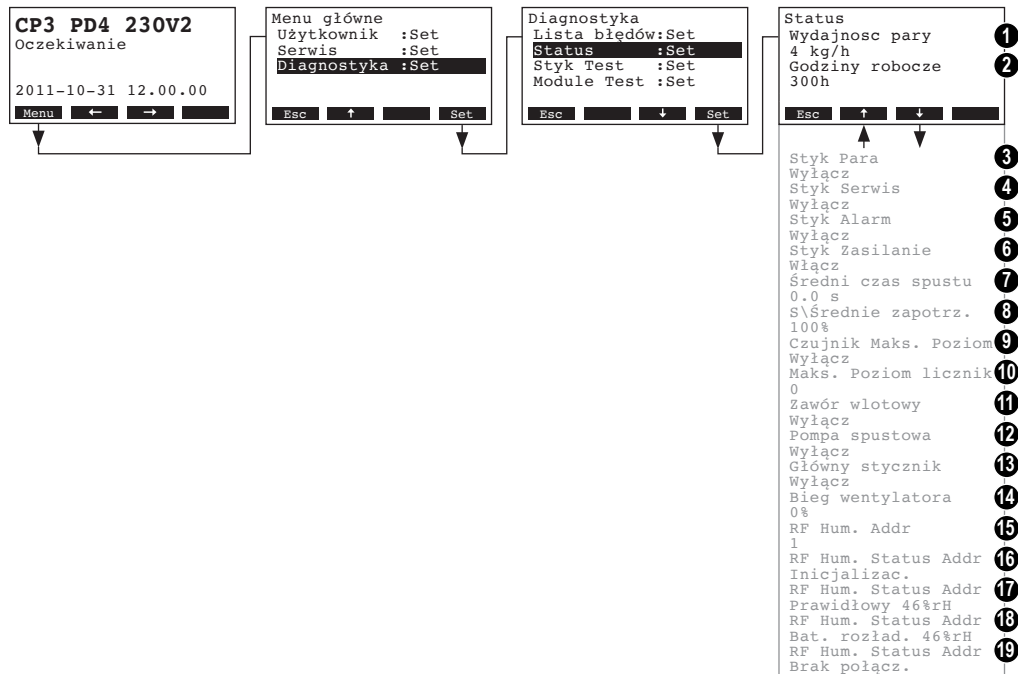 CP3 PD4 230V2
Oczekiwanie
2011-10-31 12.00.00
Menu ← →
Menu główne
Użytkownik :Set
Serwis :Set
Diagnostyka :Set
Esc ↑ Set
Diagnostyka
Lista błędów:Set
Status :Set
Styk Test :Set
Module Test :Set
Esc ↓ Set
Status
Wydajnosc pary 1
4 kg/h
Godziny robocze 2
300h
Esc ↑ ↓
Styk Para 3
Wyłącz
Styk Serwis 4
Wyłącz
Styk Alarm 5
Wyłącz
Styk Zasilanie 6
Włącz
Średni czas spustu 7
0.0 s
S\Średnie zapotrz. 8
100%
Czujnik Maks. Poziom 9
Wyłącz
Maks. Poziom licznik 10
0
Zawór wlotowy 11
Wyłącz
Pompa spustowa 12
Wyłącz
Główny stycznik 13
Wyłącz
Bieg wentylatora 14
0%
RF Hum. Addr 15
1
RF Hum. Status Addr 16
Inicjalizac.
RF Hum. Status Addr 17
Prawidłowy 46%rH
RF Hum. Status Addr 18
Bat. rozład. 46%rH
RF Hum. Status Addr 19
Brak połącz.